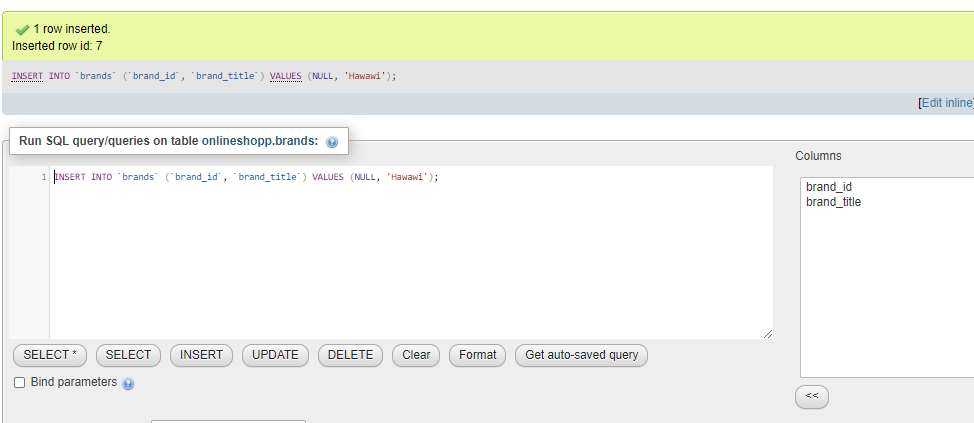 1 row inserted.
Inserted row id: 7
INSERT INTO `brands` (`brand_id`, `brand_title`) VALUES (NULL, 'Hawawi');
[Edit inline]
Run SQL query/queries on table onlineshopp.brands:
1 INSERT INTO `brands` (`brand_id`, `brand_title`) VALUES (NULL, 'Hawawi');
Columns
brand_id
brand_title
SELECT * SELECT INSERT UPDATE DELETE Clear Format Get auto-saved query
Bind parameters
<<